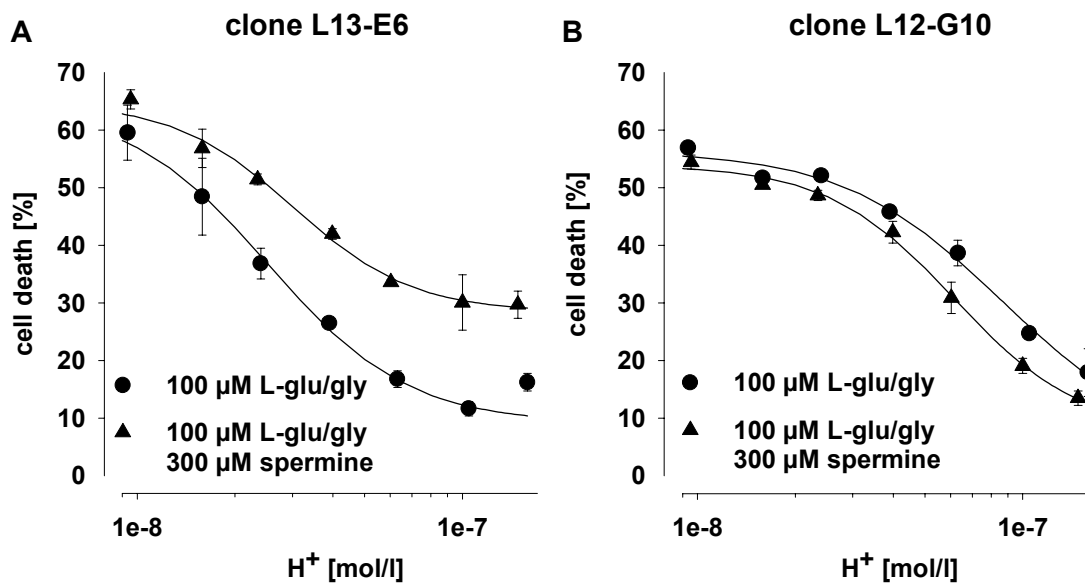 A
clone L13-E6
cell death [%]
70
60
50
40
30
20
10
0
100 µM L-glu/gly
100 µM L-glu/gly
300 µM spermine
1e-8
1e-7
H⁺ [mol/l]
B
clone L12-G10
cell death [%]
70
60
50
40
30
20
10
0
100 µM L-glu/gly
100 µM L-glu/gly
300 µM spermine
1e-8
1e-7
H⁺ [mol/l]